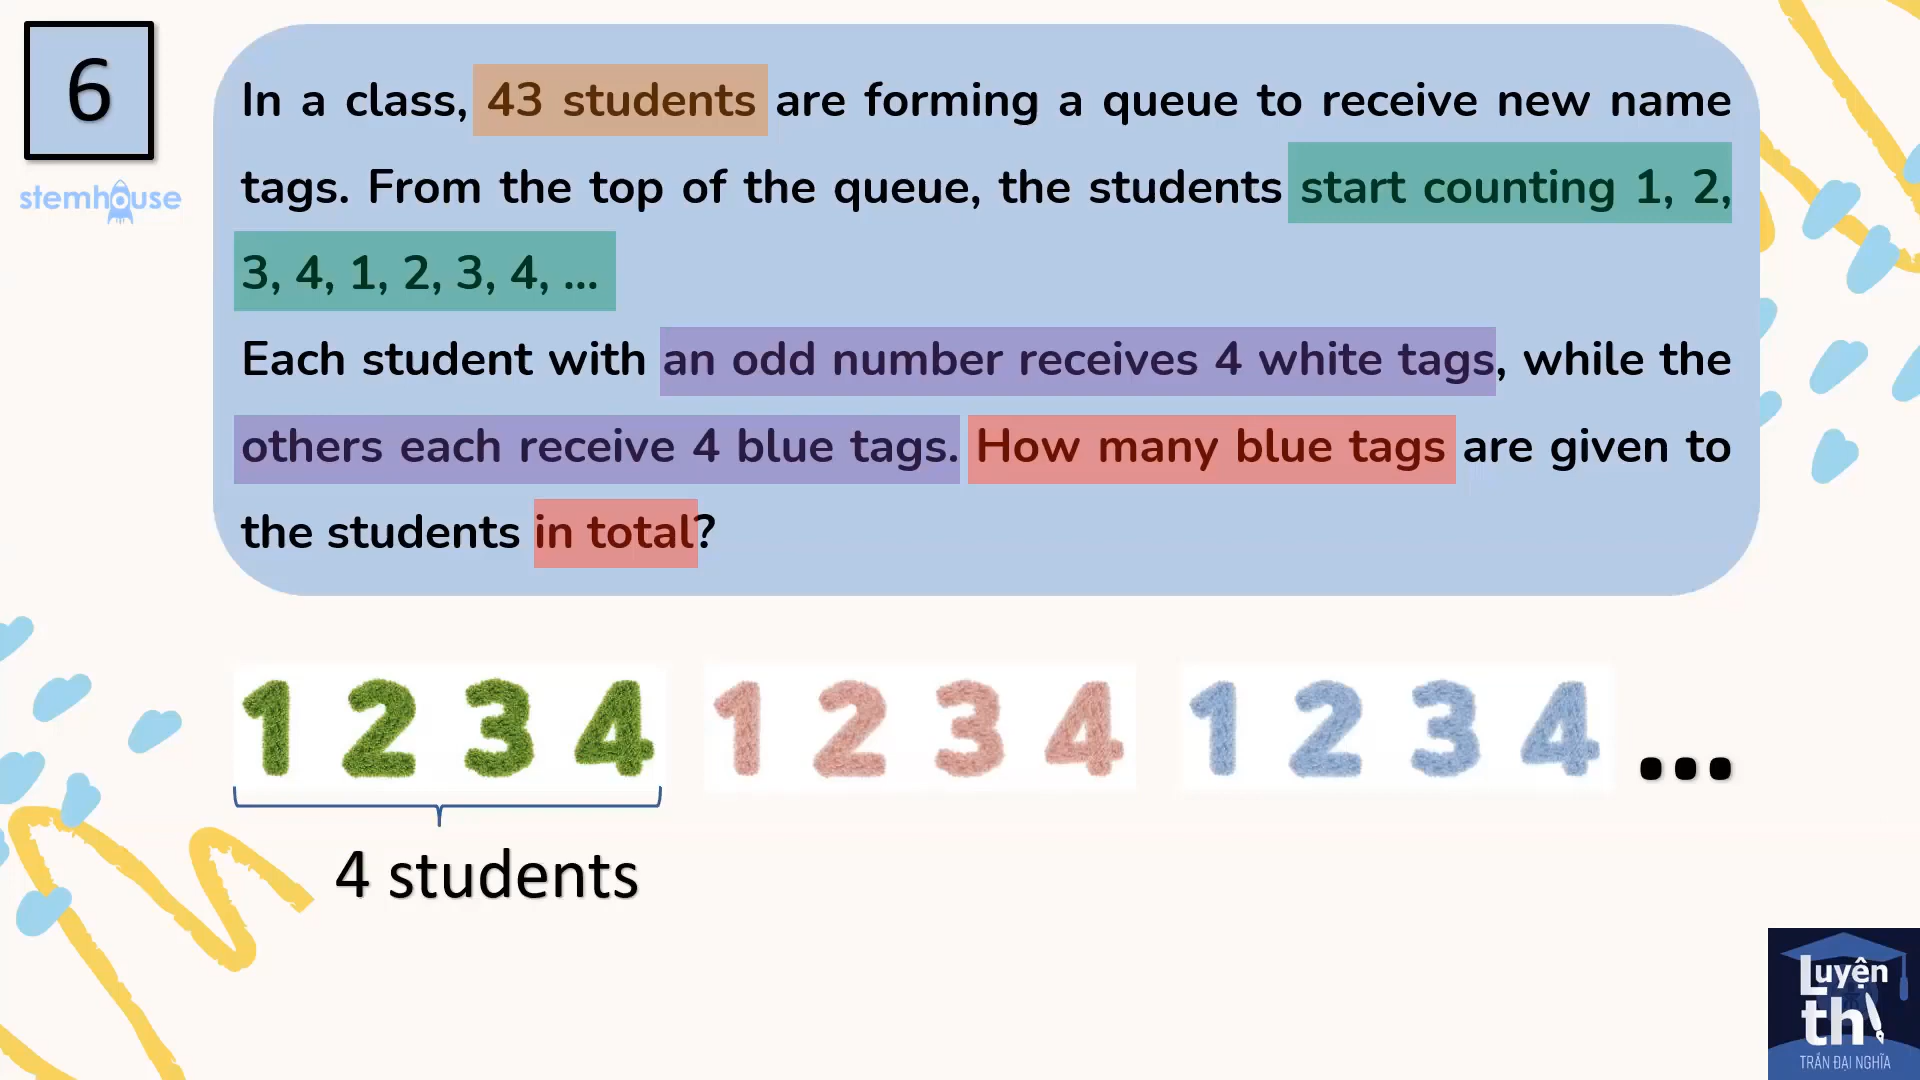 6
stemhouse
In a class, 43 students are forming a queue to receive new name
tags. From the top of the queue, the students start counting 1, 2,
3, 4, 1, 2, 3, 4, ...
Each student with an odd number receives 4 white tags, while the
others each receive 4 blue tags. How many blue tags are given to
the students in total?
1 2 3 4 1 2 3 4 1 2 3 4 ...
4 students
Luyện
thi
TRẦN ĐẠI NGHĨA